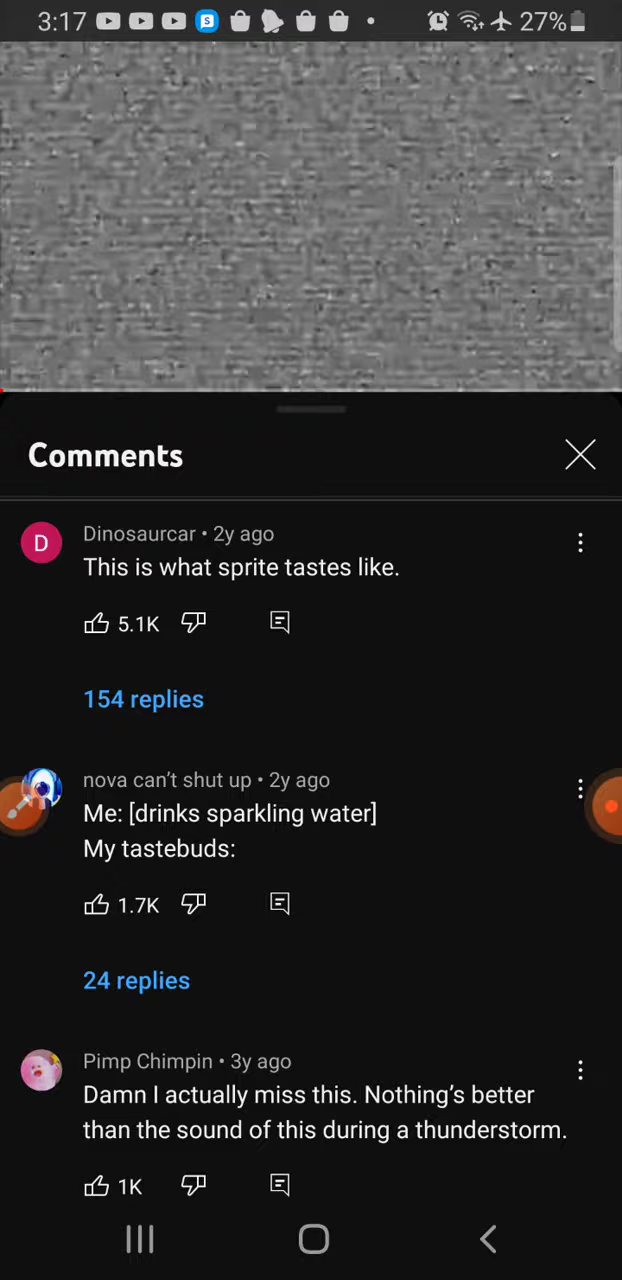 3:17 27%
Comments
D
Dinosaurcar • 2y ago
This is what sprite tastes like.
5.1K
154 replies
nova can't shut up • 2y ago
Me: [drinks sparkling water]
My tastebuds:
1.7K
24 replies
Pimp Chimpin • 3y ago
Damn I actually miss this. Nothing's better
than the sound of this during a thunderstorm.
1K